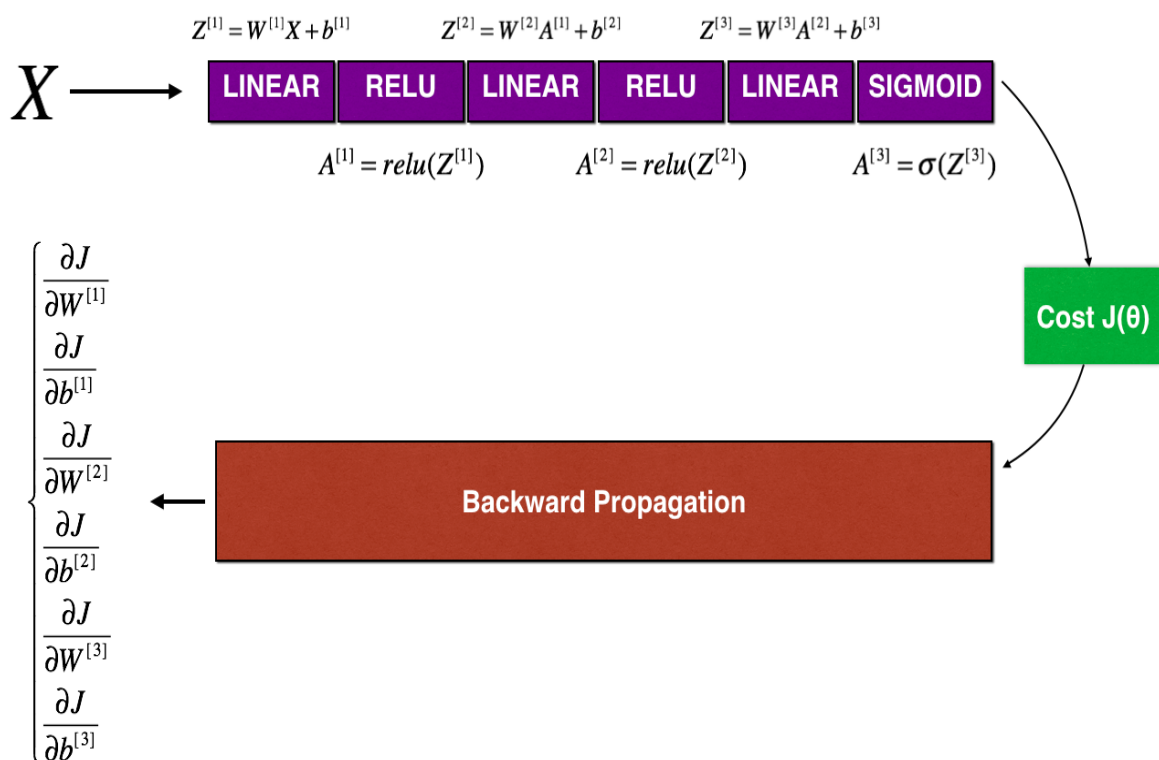 Z^[1] = W^[1]X + b^[1] Z^[2] = W^[2]A^[1] + b^[2] Z^[3] = W^[3]A^[2] + b^[3]
X LINEAR RELU LINEAR RELU LINEAR SIGMOID
A^[1] = relu(Z^[1]) A^[2] = relu(Z^[2]) A^[3] = σ(Z^[3])
Cost J(θ)
Backward Propagation
∂J
∂W^[1]
∂J
∂b^[1]
∂J
∂W^[2]
∂J
∂b^[2]
∂J
∂W^[3]
∂J
∂b^[3]